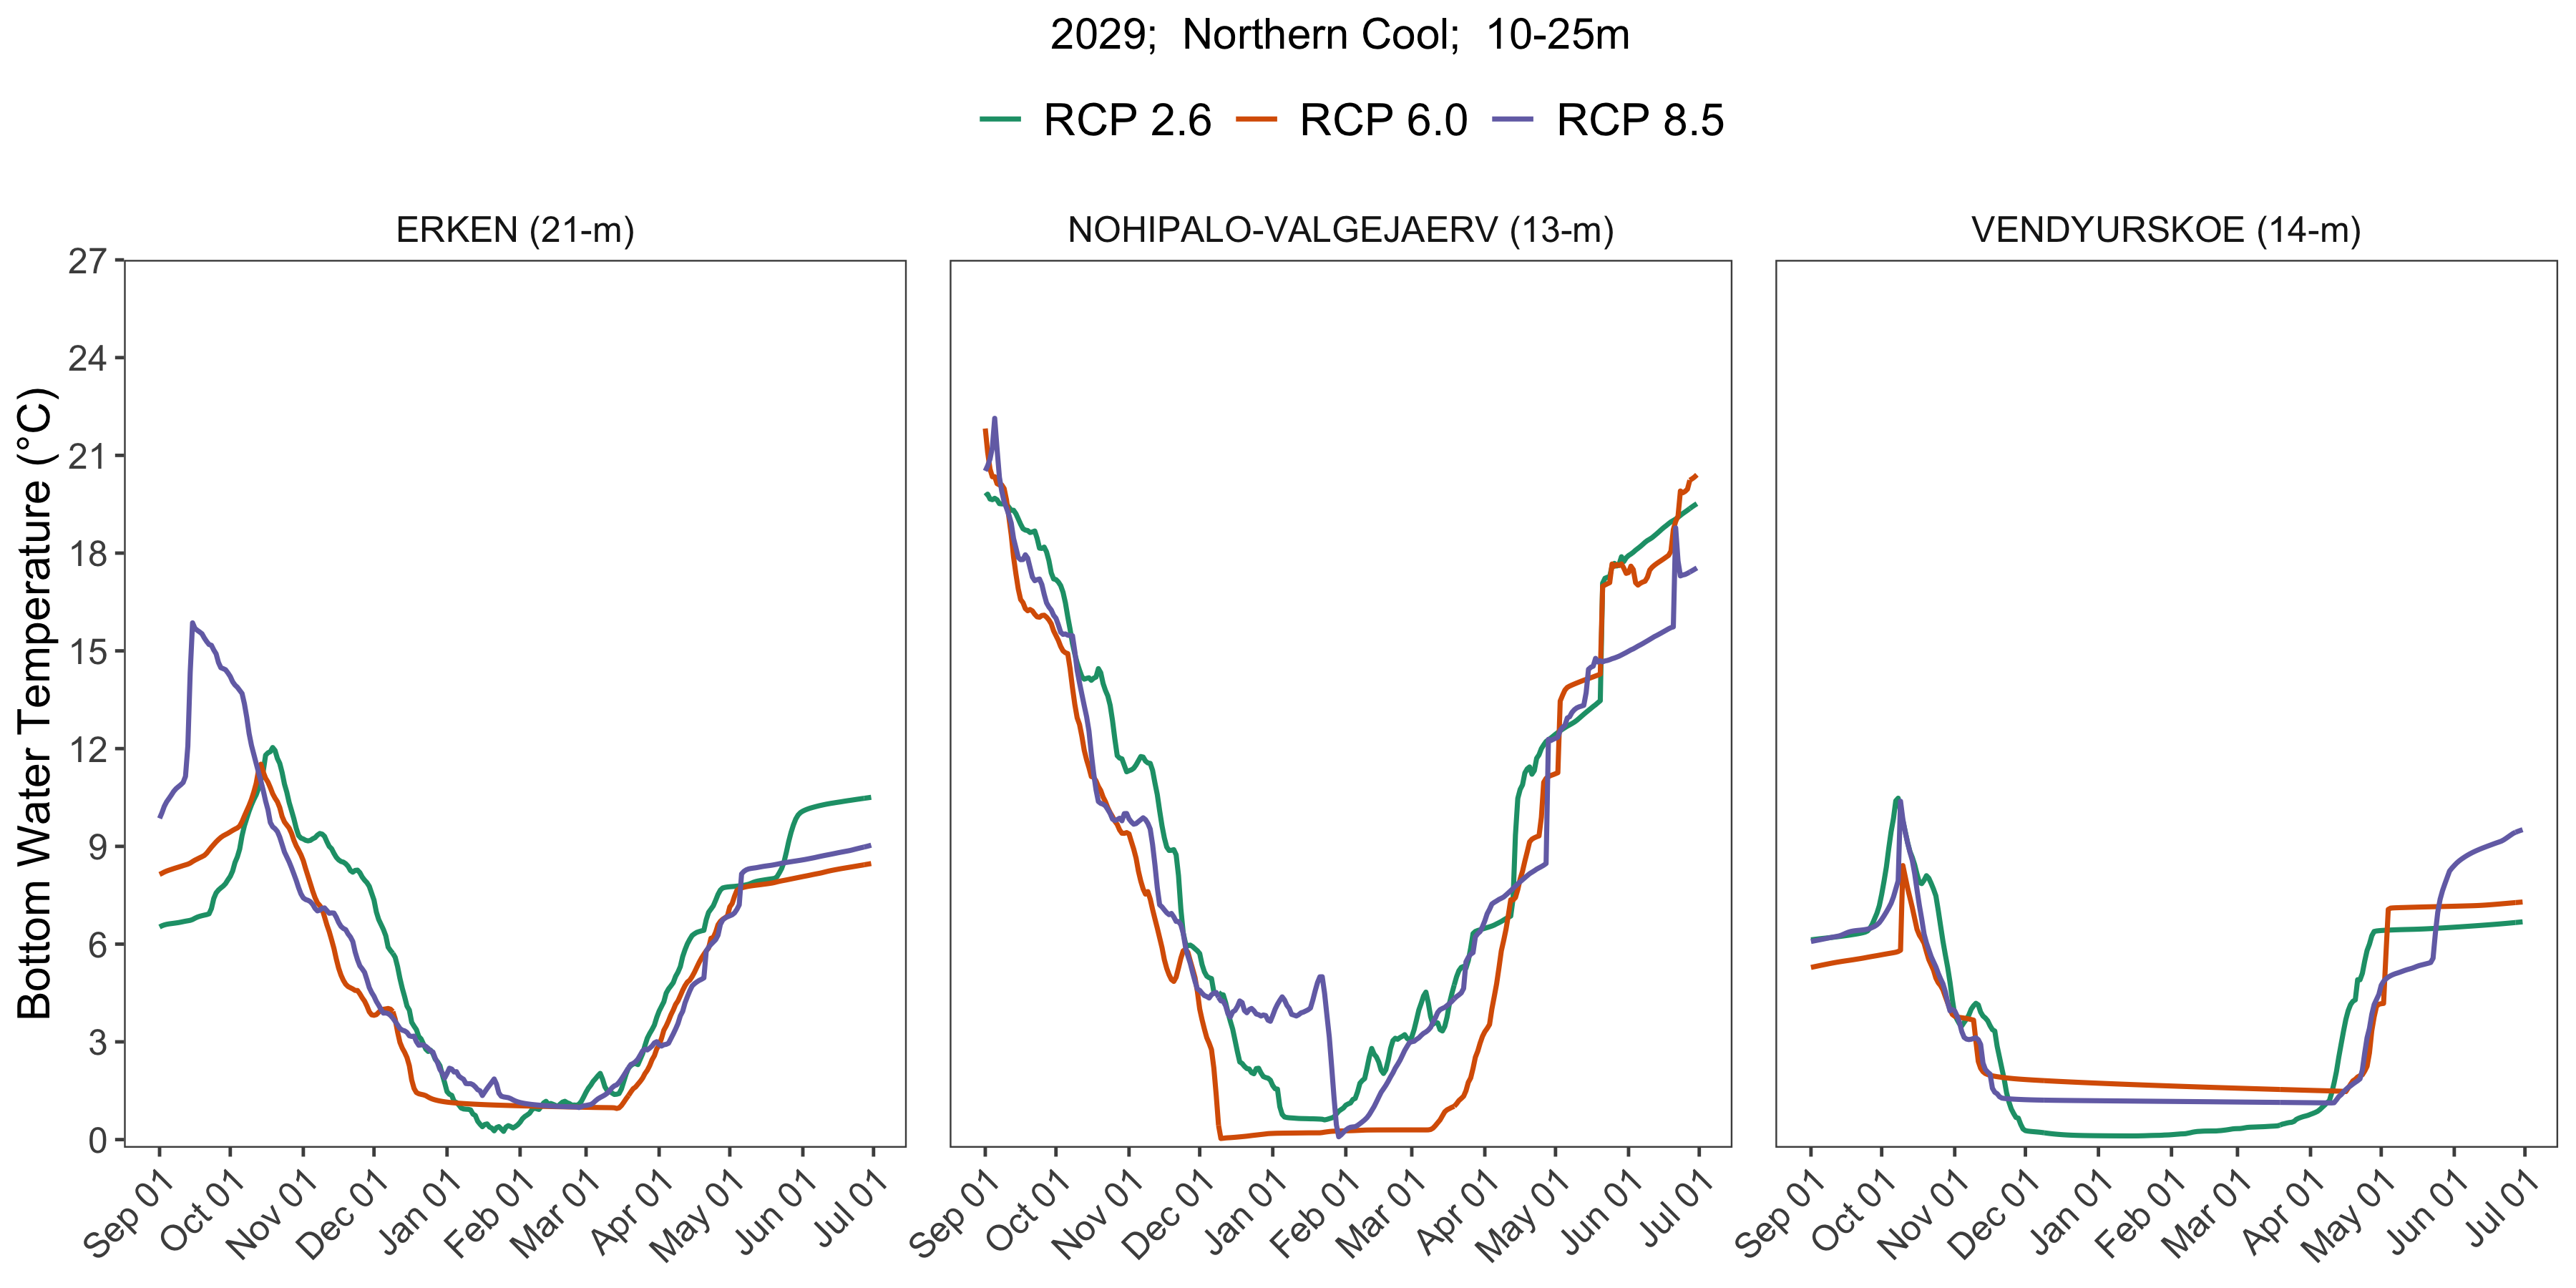 2029;  Northern Cool;  10-25m
RCP 2.6 RCP 6.0 RCP 8.5
ERKEN (21-m) NOHIPALO-VALGEJAERV (13-m) VENDYURSKOE (14-m)
Bottom Water Temperature (°C)
27
24
21
18
15
12
9
6
3
0
Sep 01 Oct 01 Nov 01 Dec 01 Jan 01 Feb 01 Mar 01 Apr 01 May 01 Jun 01 Jul 01
Sep 01 Oct 01 Nov 01 Dec 01 Jan 01 Feb 01 Mar 01 Apr 01 May 01 Jun 01 Jul 01
Sep 01 Oct 01 Nov 01 Dec 01 Jan 01 Feb 01 Mar 01 Apr 01 May 01 Jun 01 Jul 01